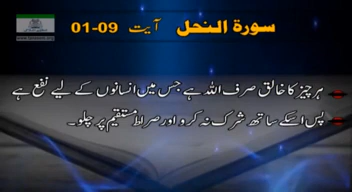 سورۃ النحل آیت 01-09
ہر چیز کا خالق صرف اللہ ہے جس میں انسانوں کے لیے نفع ہے
پس اسکے ساتھ شرک نہ کرو اور صراط مستقیم پر چلو۔